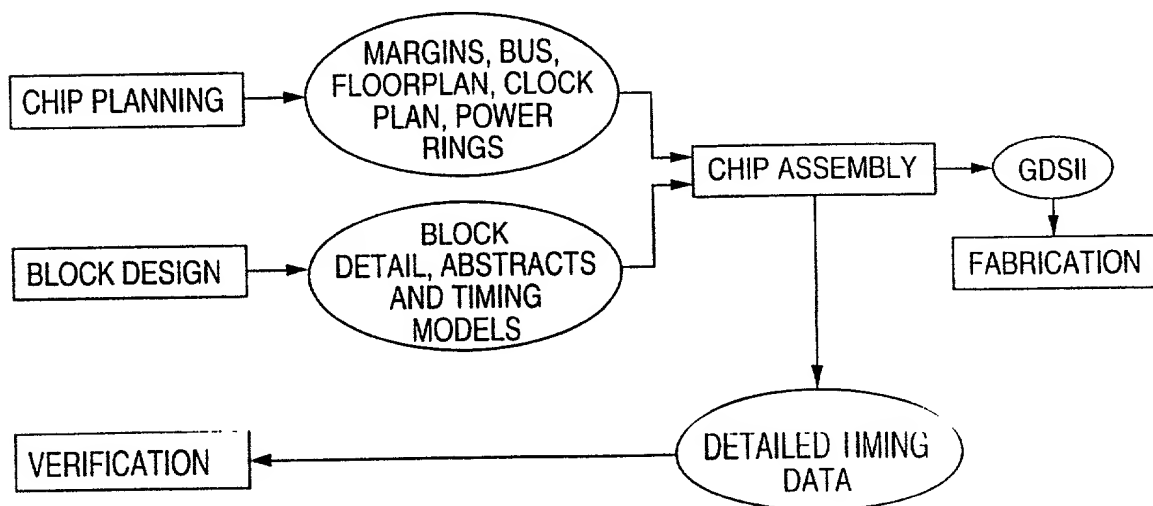 CHIP PLANNING
MARGINS, BUS,
FLOORPLAN, CLOCK
PLAN, POWER
RINGS
BLOCK DESIGN
BLOCK
DETAIL, ABSTRACTS
AND TIMING
MODELS
CHIP ASSEMBLY
GDSII
FABRICATION
VERIFICATION
DETAILED TIMING
DATA